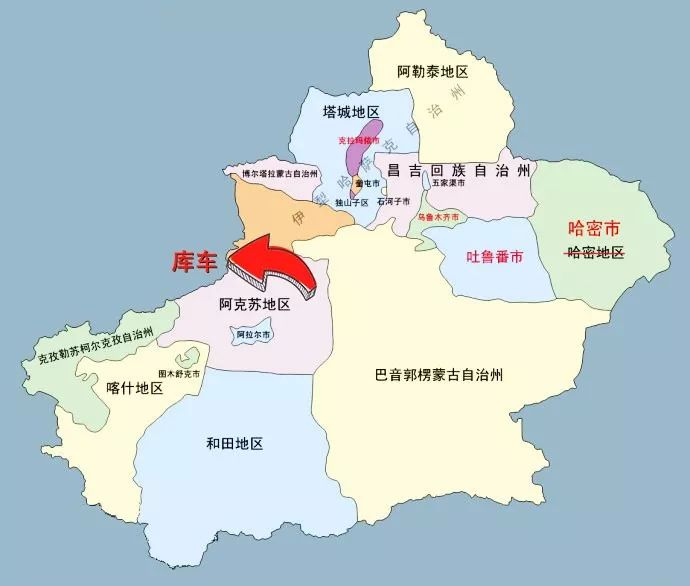 阿勒泰地区
塔城地区
伊犁哈萨克自治州
克拉玛依市
博尔塔拉蒙古自治州
昌吉回族自治州
奎屯市
五家渠市
独山子区
石河子市
乌鲁木齐市
哈密市
哈密地区
吐鲁番市
库车
阿克苏地区
阿拉尔市
克孜勒苏柯尔克孜自治州
图木舒克市
喀什地区
巴音郭楞蒙古自治州
和田地区